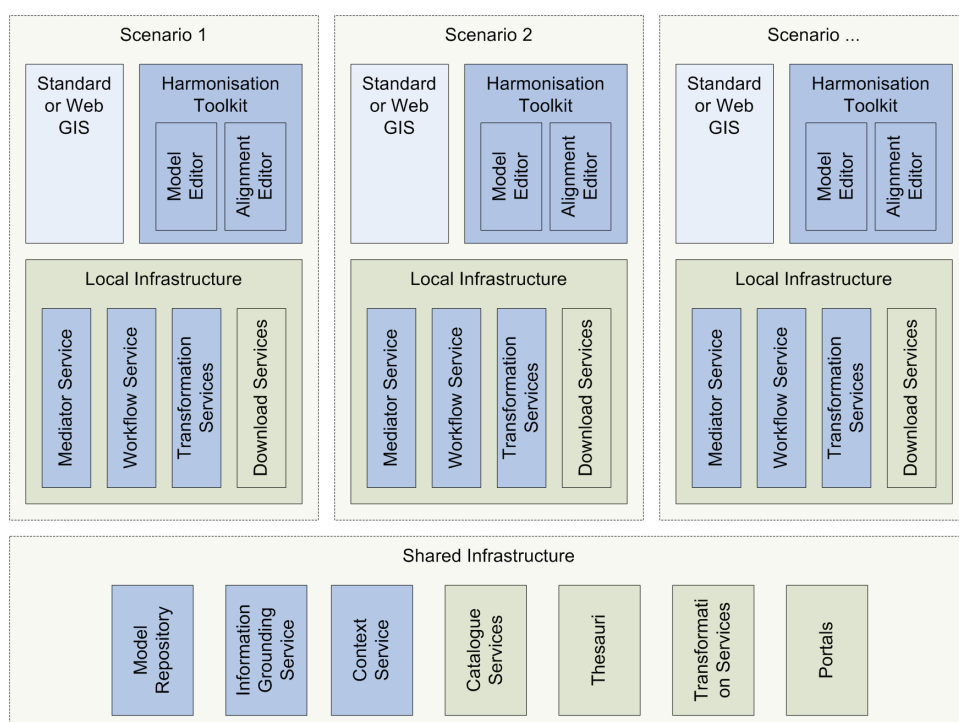 Scenario 1
Standard
or Web
GIS
Harmonisation
Toolkit
Model
Editor
Alignment
Editor
Local Infrastructure
Mediator Service
Workflow Service
Transformation
Services
Download Services
Scenario 2
Standard
or Web
GIS
Harmonisation
Toolkit
Model
Editor
Alignment
Editor
Local Infrastructure
Mediator Service
Workflow Service
Transformation
Services
Download Services
Scenario ...
Standard
or Web
GIS
Harmonisation
Toolkit
Model
Editor
Alignment
Editor
Local Infrastructure
Mediator Service
Workflow Service
Transformation
Services
Download Services
Shared Infrastructure
Model
Repository
Information
Grounding
Service
Context
Service
Catalogue
Services
Thesauri
Transformati
on Services
Portals